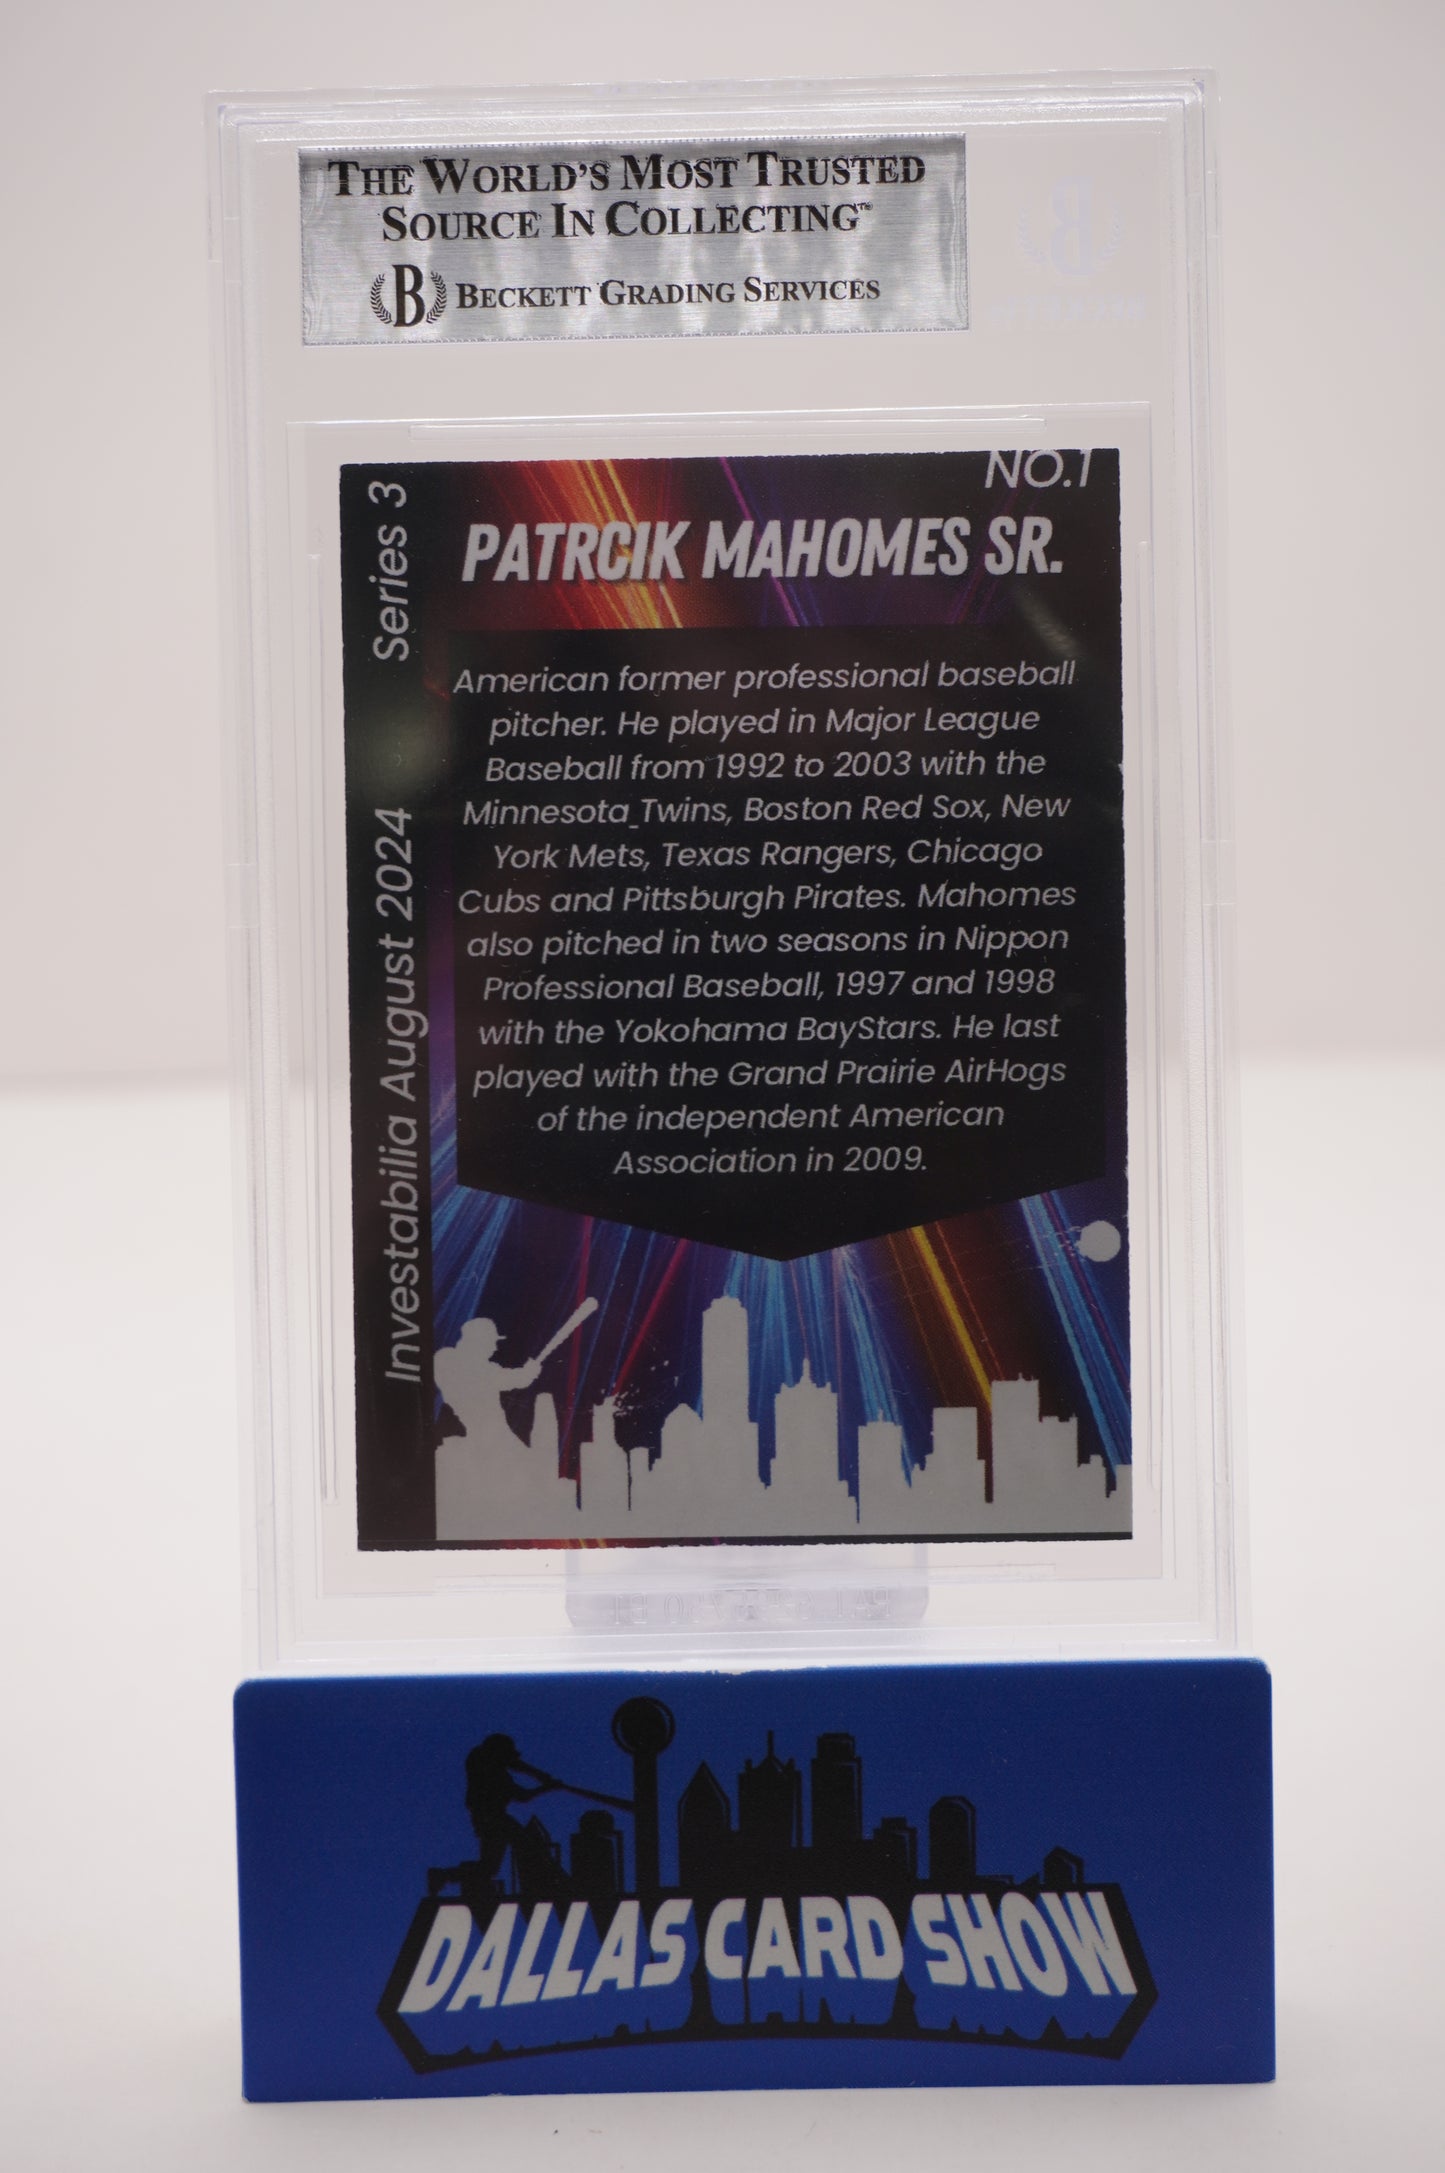 THE WORLD'S MOST TRUSTED
SOURCE IN COLLECTING™
B BECKETT GRADING SERVICES
NO.1
PATRCIK MAHOMES SR.
Series 3
Investabilia August 2024
American former professional baseball
pitcher. He played in Major League
Baseball from 1992 to 2003 with the
Minnesota_Twins, Boston Red Sox, New
York Mets, Texas Rangers, Chicago
Cubs and Pittsburgh Pirates. Mahomes
also pitched in two seasons in Nippon
Professional Baseball, 1997 and 1998
with the Yokohama BayStars. He last
played with the Grand Prairie AirHogs
of the independent American
Association in 2009.
DALLAS CARD SHOW